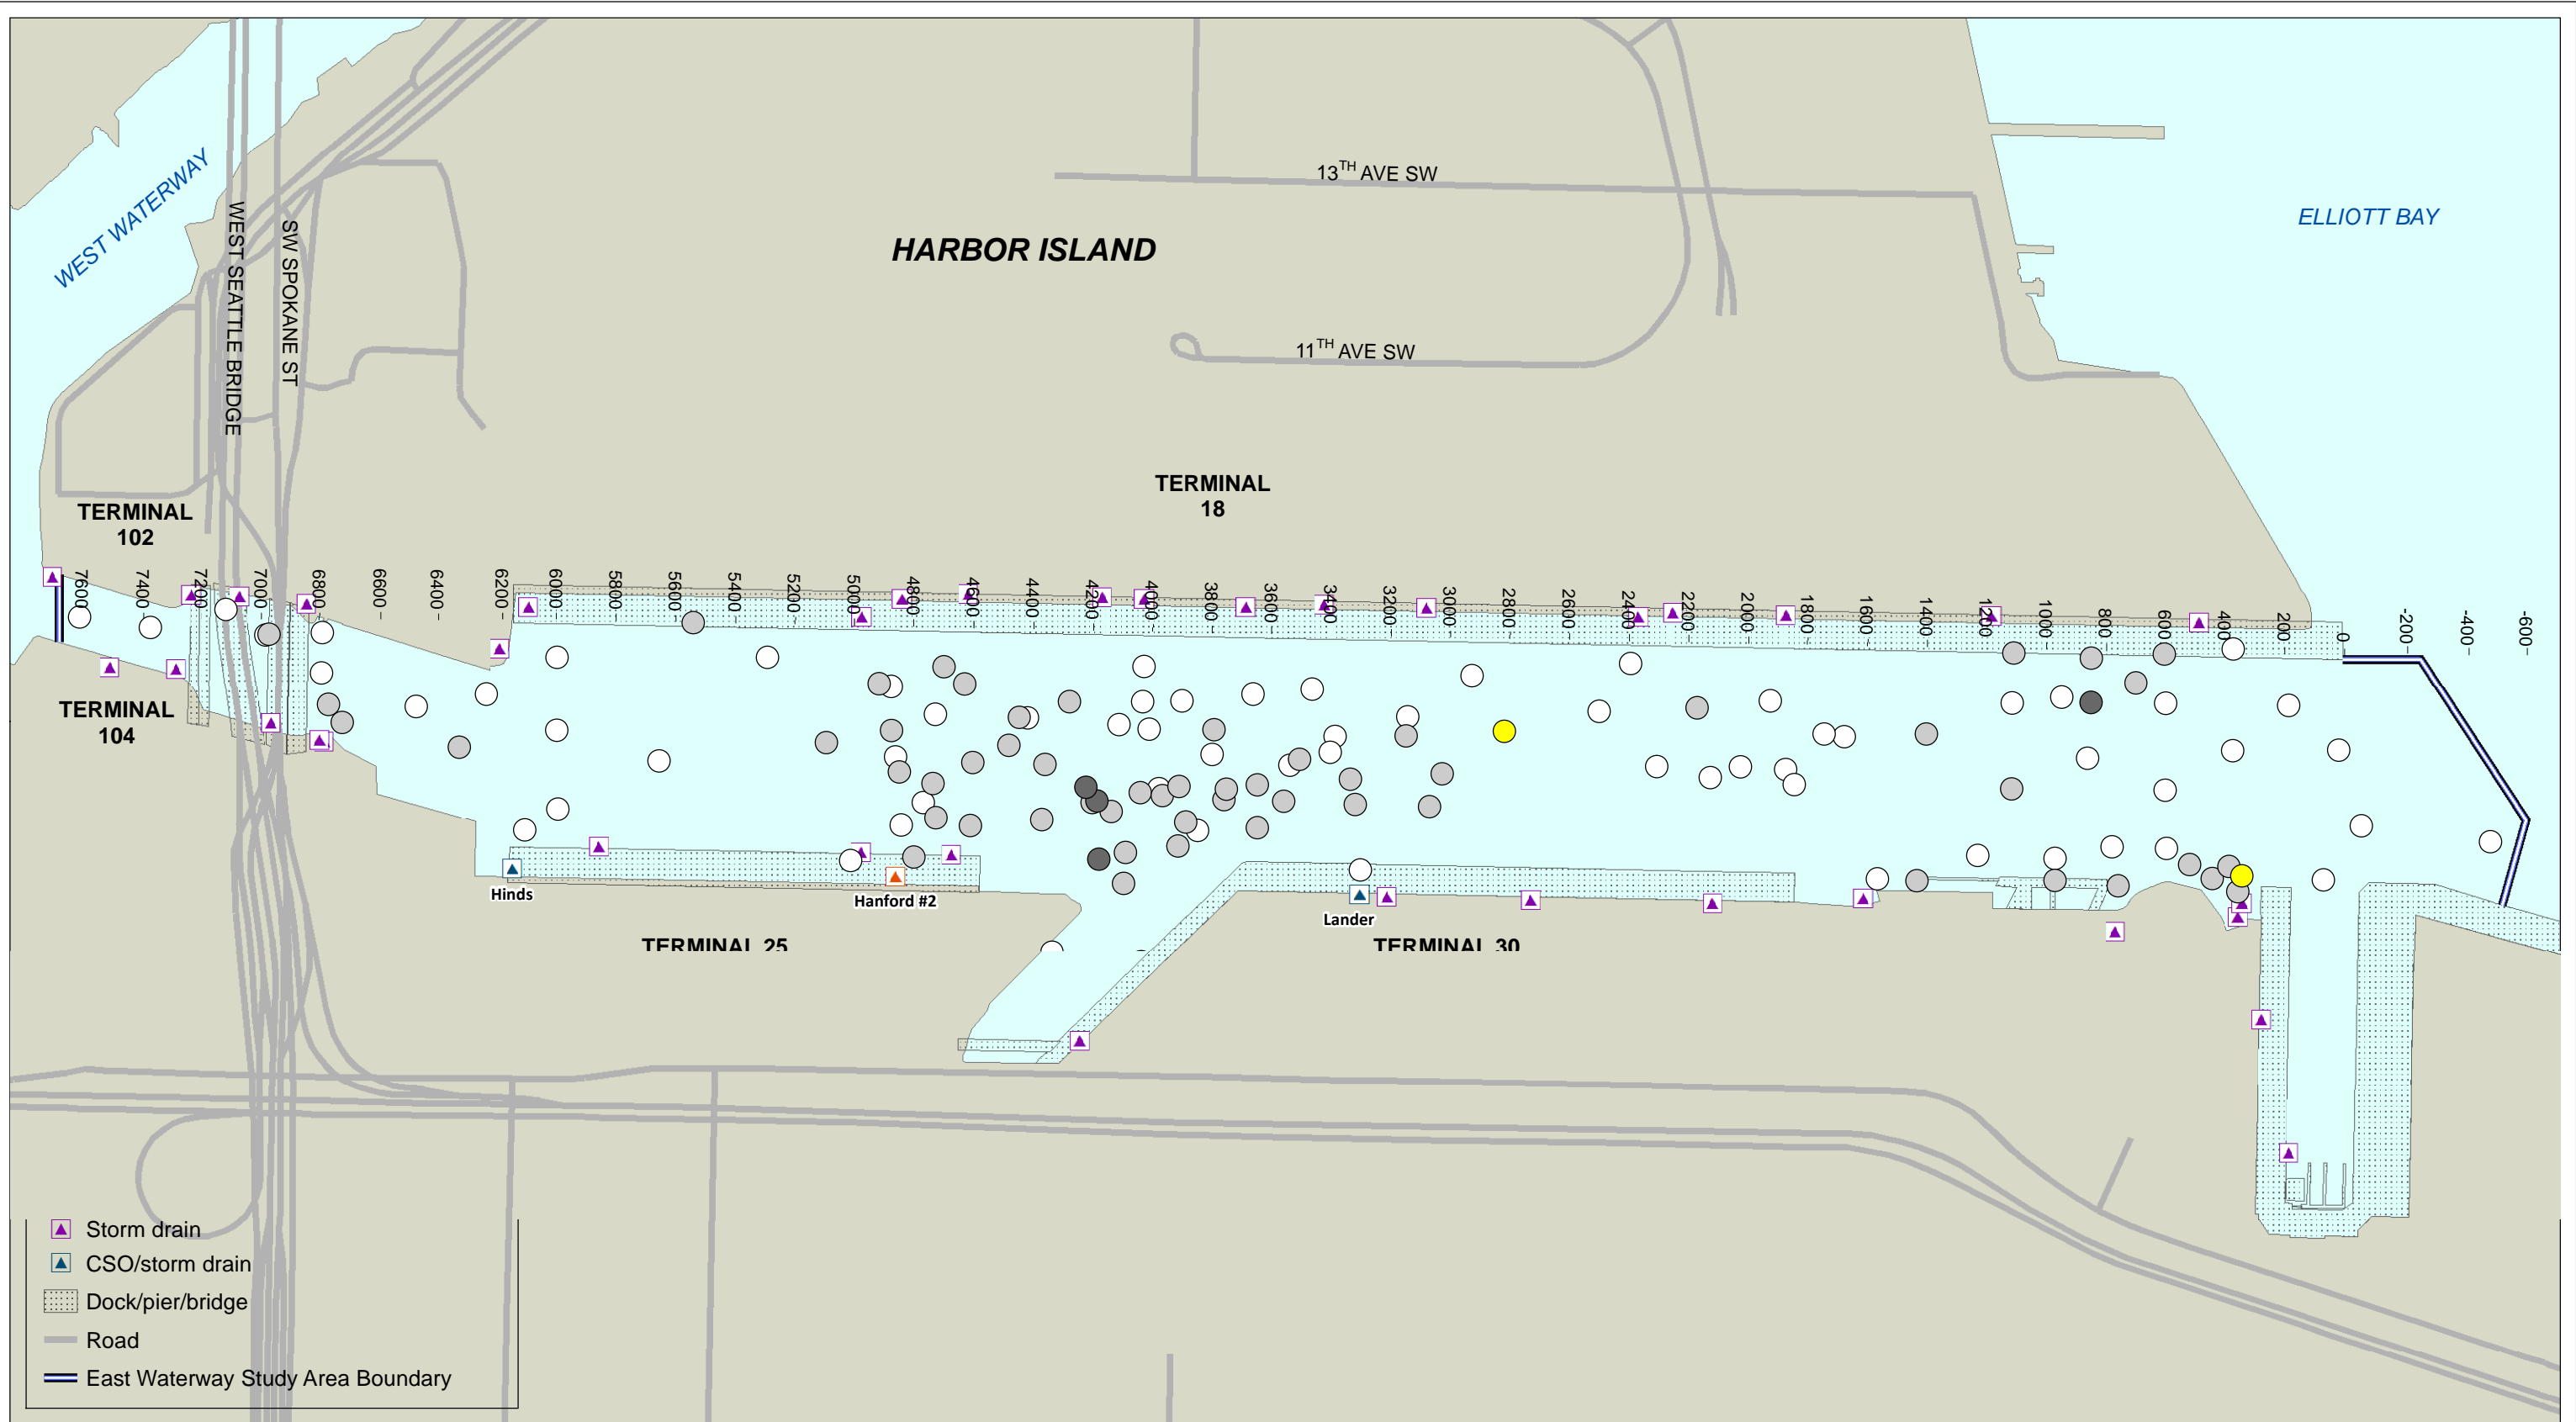 13TH AVE SW
WEST WATERWAY
WEST SEATTLE BRIDGE
SW SPOKANE ST
HARBOR ISLAND
ELLIOTT BAY
11TH AVE SW
TERMINAL
18
TERMINAL
102
7600
7400
7200
7000
6800
6600
6400
6200
6000
5800
5600
5400
5200
5000
4800
4600
4400
4200
4000
3800
3600
3400
3200
3000
2800
2600
2400
2200
2000
1800
1600
1400
1200
1000
800
600
400
200
0
-200
-400
-600
TERMINAL
104
Hinds
Hanford #2
Lander
TERMINAL 25
TERMINAL 30
Storm drain
CSO/storm drain
Dock/pier/bridge
Road
East Waterway Study Area Boundary